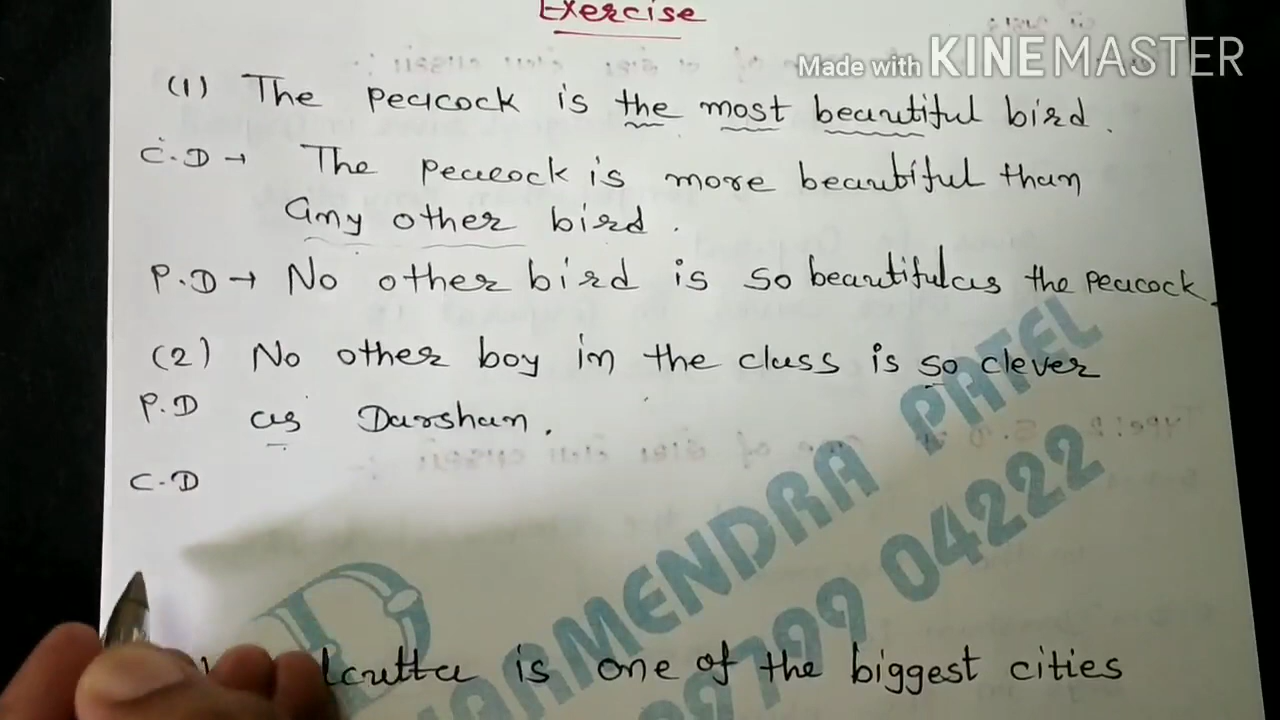 Exercise
Made with KINEMASTER
(1) The peacock is the most beautiful bird.
C.D → The peacock is more beautiful than
any other bird.
P.D → No other bird is so beautiful as the peacock.
(2) No other boy in the class is so clever
P.D as Darshan.
C.D
is one of the biggest cities
DHARMENDRA PATEL
99799 04222